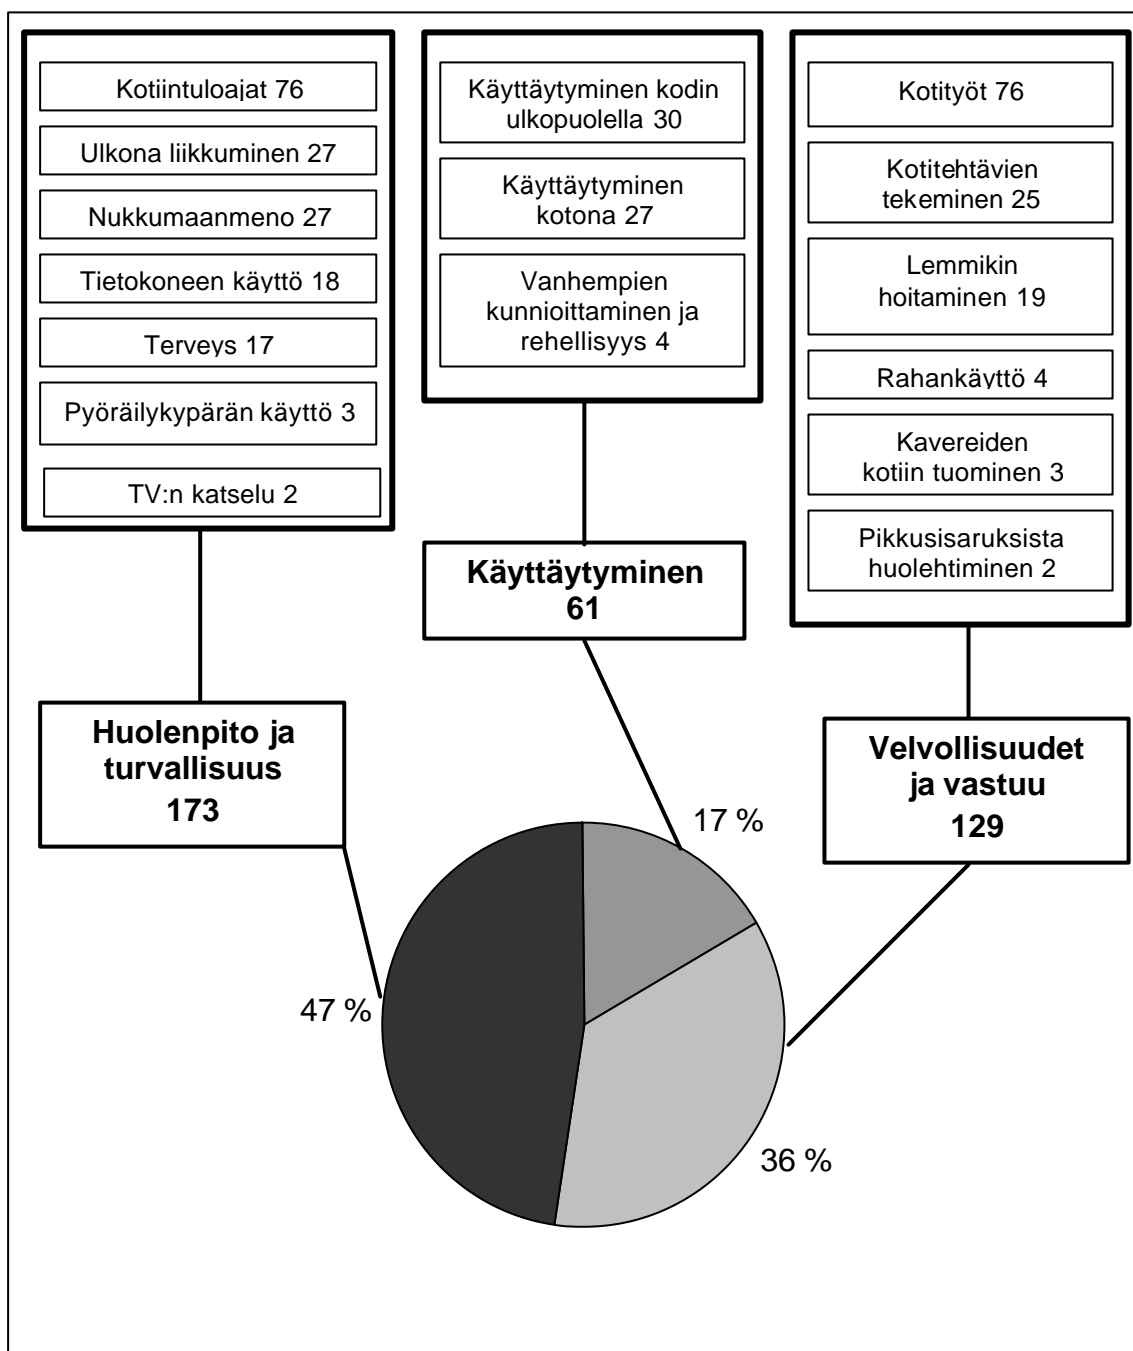 Kotiintuloajat 76
Ulkona liikkuminen 27
Nukkumaanmeno 27
Tietokoneen käyttö 18
Terveys 17
Pyöräilykypärän käyttö 3
TV:n katselu 2
Käyttäytyminen kodin
ulkopuolella 30
Käyttäytyminen
kotona 27
Vanhempien
kunnioittaminen ja
rehellisyys 4
Kotityöt 76
Kotitehtävien
tekeminen 25
Lemmikin
hoitaminen 19
Rahankäyttö 4
Kavereiden
kotiin tuominen 3
Pikkusisaruksista
huolehtiminen 2
Käyttäytyminen
61
Huolenpito ja
turvallisuus
173
Velvollisuudet
ja vastuu
129
17 %
47 %
36 %